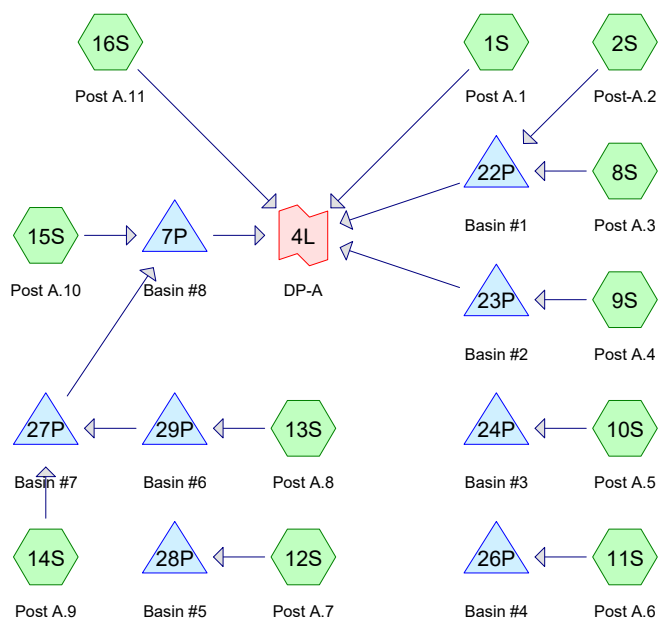 16S
Post A.11
1S
Post A.1
2S
Post-A.2
22P
Basin #1
8S
Post A.3
15S
Post A.10
7P
Basin #8
4L
DP-A
23P
Basin #2
9S
Post A.4
27P
Basin #7
29P
Basin #6
13S
Post A.8
24P
Basin #3
10S
Post A.5
14S
Post A.9
28P
Basin #5
12S
Post A.7
26P
Basin #4
11S
Post A.6